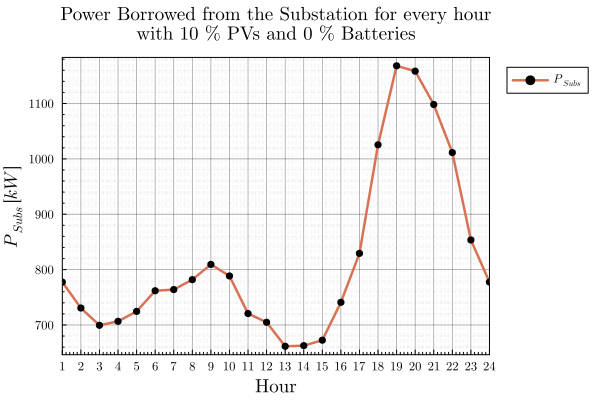 Power Borrowed from the Substation for every hour
with 10 % PVs and 0 % Batteries
P_Subs
1100
1000
900
800
700
P_Subs [kW]
1 2 3 4 5 6 7 8 9 10 11 12 13 14 15 16 17 18 19 20 21 22 23 24
Hour